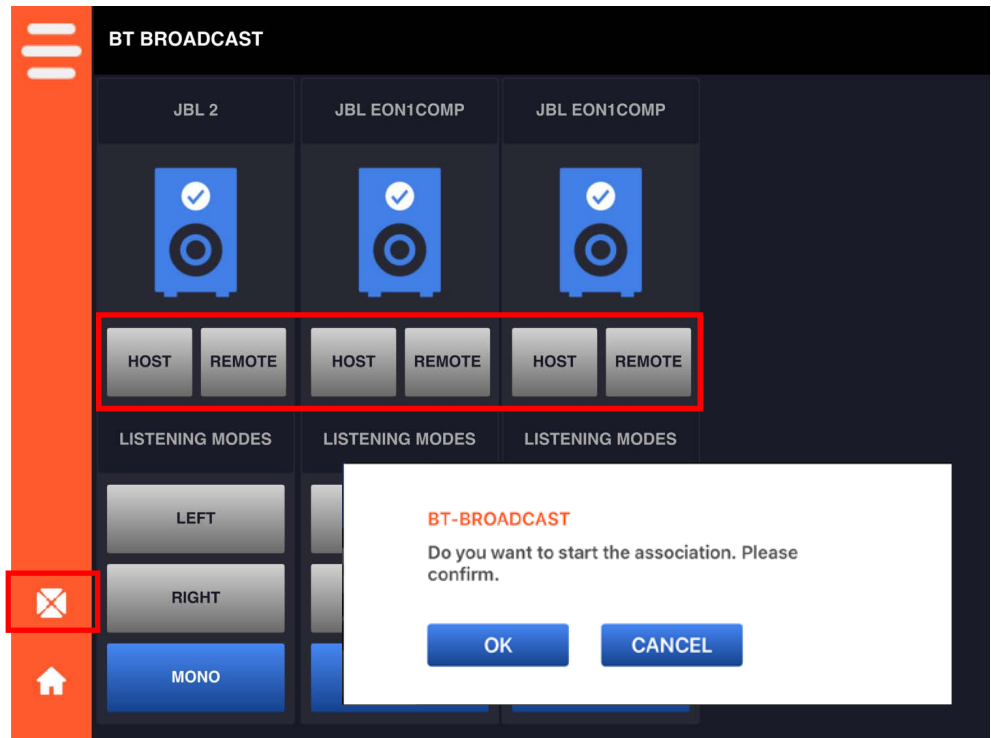 BT BROADCAST
JBL 2
JBL EON1COMP
JBL EON1COMP
HOST
REMOTE
HOST
REMOTE
HOST
REMOTE
LISTENING MODES
LISTENING MODES
LISTENING MODES
LEFT
RIGHT
MONO
BT-BROADCAST
Do you want to start the association. Please
confirm.
OK
CANCEL